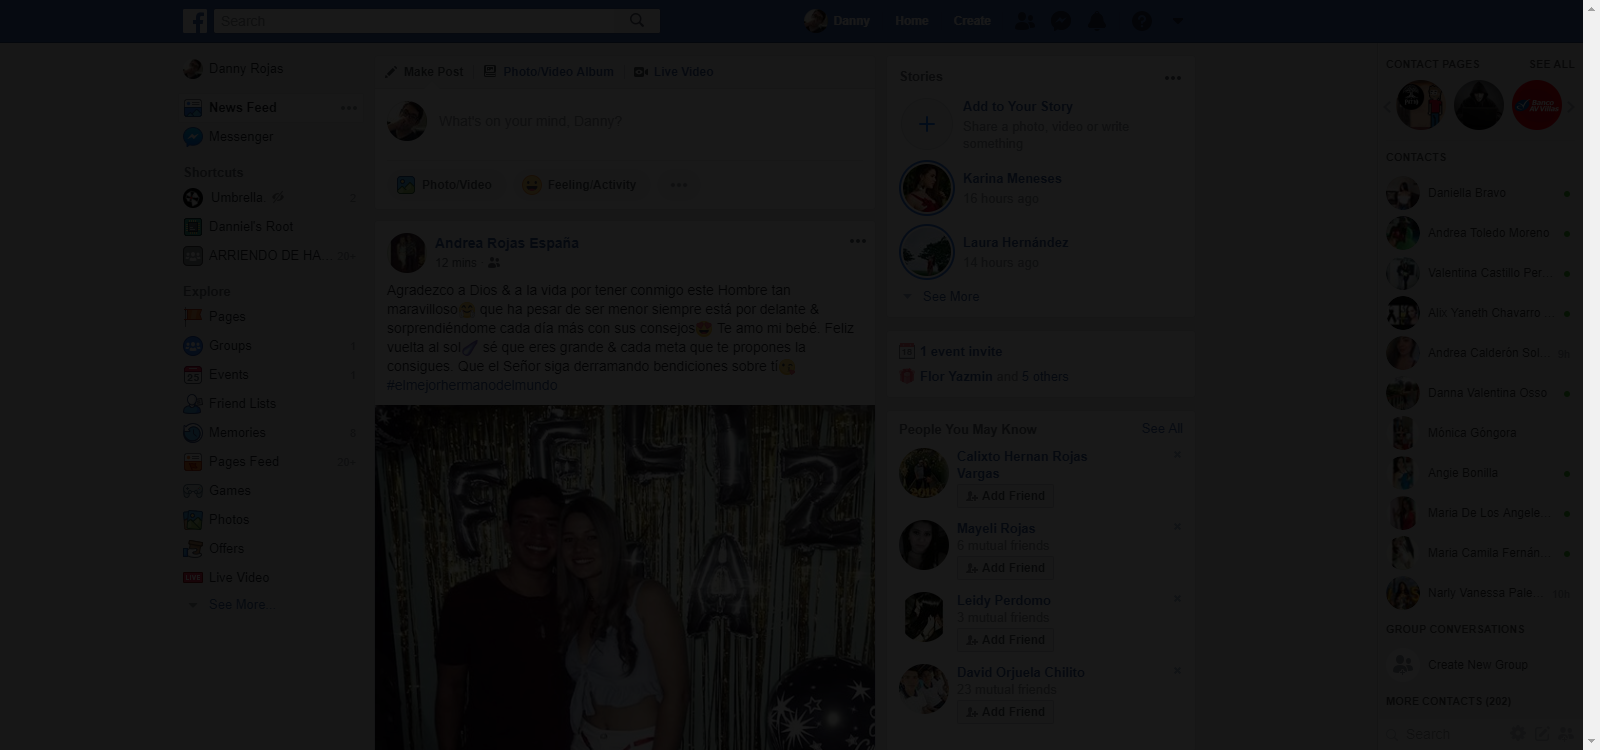 Search
Danny
Home
Create
Danny Rojas
News Feed
Messenger
Shortcuts
Umbrella.
2
Danniel's Root
ARRIENDO DE HA...
20+
Explore
Pages
Groups
1
Events
Friend Lists
Memories
Pages Feed
20+
Games
Photos
Offers
Live Video
See More...
Make Post
Photo/Video Album
Live Video
What's on your mind, Danny?
Photo/Video
Feeling/Activity
Andrea Rojas España
12 mins
Agradezco a Dios & a la vida por tener conmigo este Hombre tan
maravilloso que ha pesar de ser menor siempre está por delante &
sorprendiéndome cada día más con sus consejos Te amo mi bebé. Feliz
vuelta al sol sé que eres grande & cada meta que te propones la
consigues. Que el Señor siga derramando bendiciones sobre ti
#elmejorhermanodelmundo
FELIZ
Stories
Add to Your Story
Share a photo, video or write
something
Karina Meneses
16 hours ago
Laura Hernández
14 hours ago
See More
1 event invite
Flor Yazmin and 5 others
People You May Know
See All
Calixto Hernan Rojas
Vargas
Add Friend
Mayeli Rojas
6 mutual friends
Add Friend
Leidy Perdomo
3 mutual friends
Add Friend
David Orjuela Chilito
23 mutual friends
Add Friend
CONTACT PAGES
SEE ALL
CONTACTS
Daniella Bravo
Andrea Toledo Moreno
Valentina Castillo Per...
Alix Yaneth Chavarro...
Andrea Calderón Sol...
Danna Valentina Osso
Mónica Góngora
Angie Bonilla
Maria De Los Angele...
Maria Camila Fernán...
Narly Vanessa Pale...
GROUP CONVERSATIONS
Create New Group
MORE CONTACTS (202)
Search